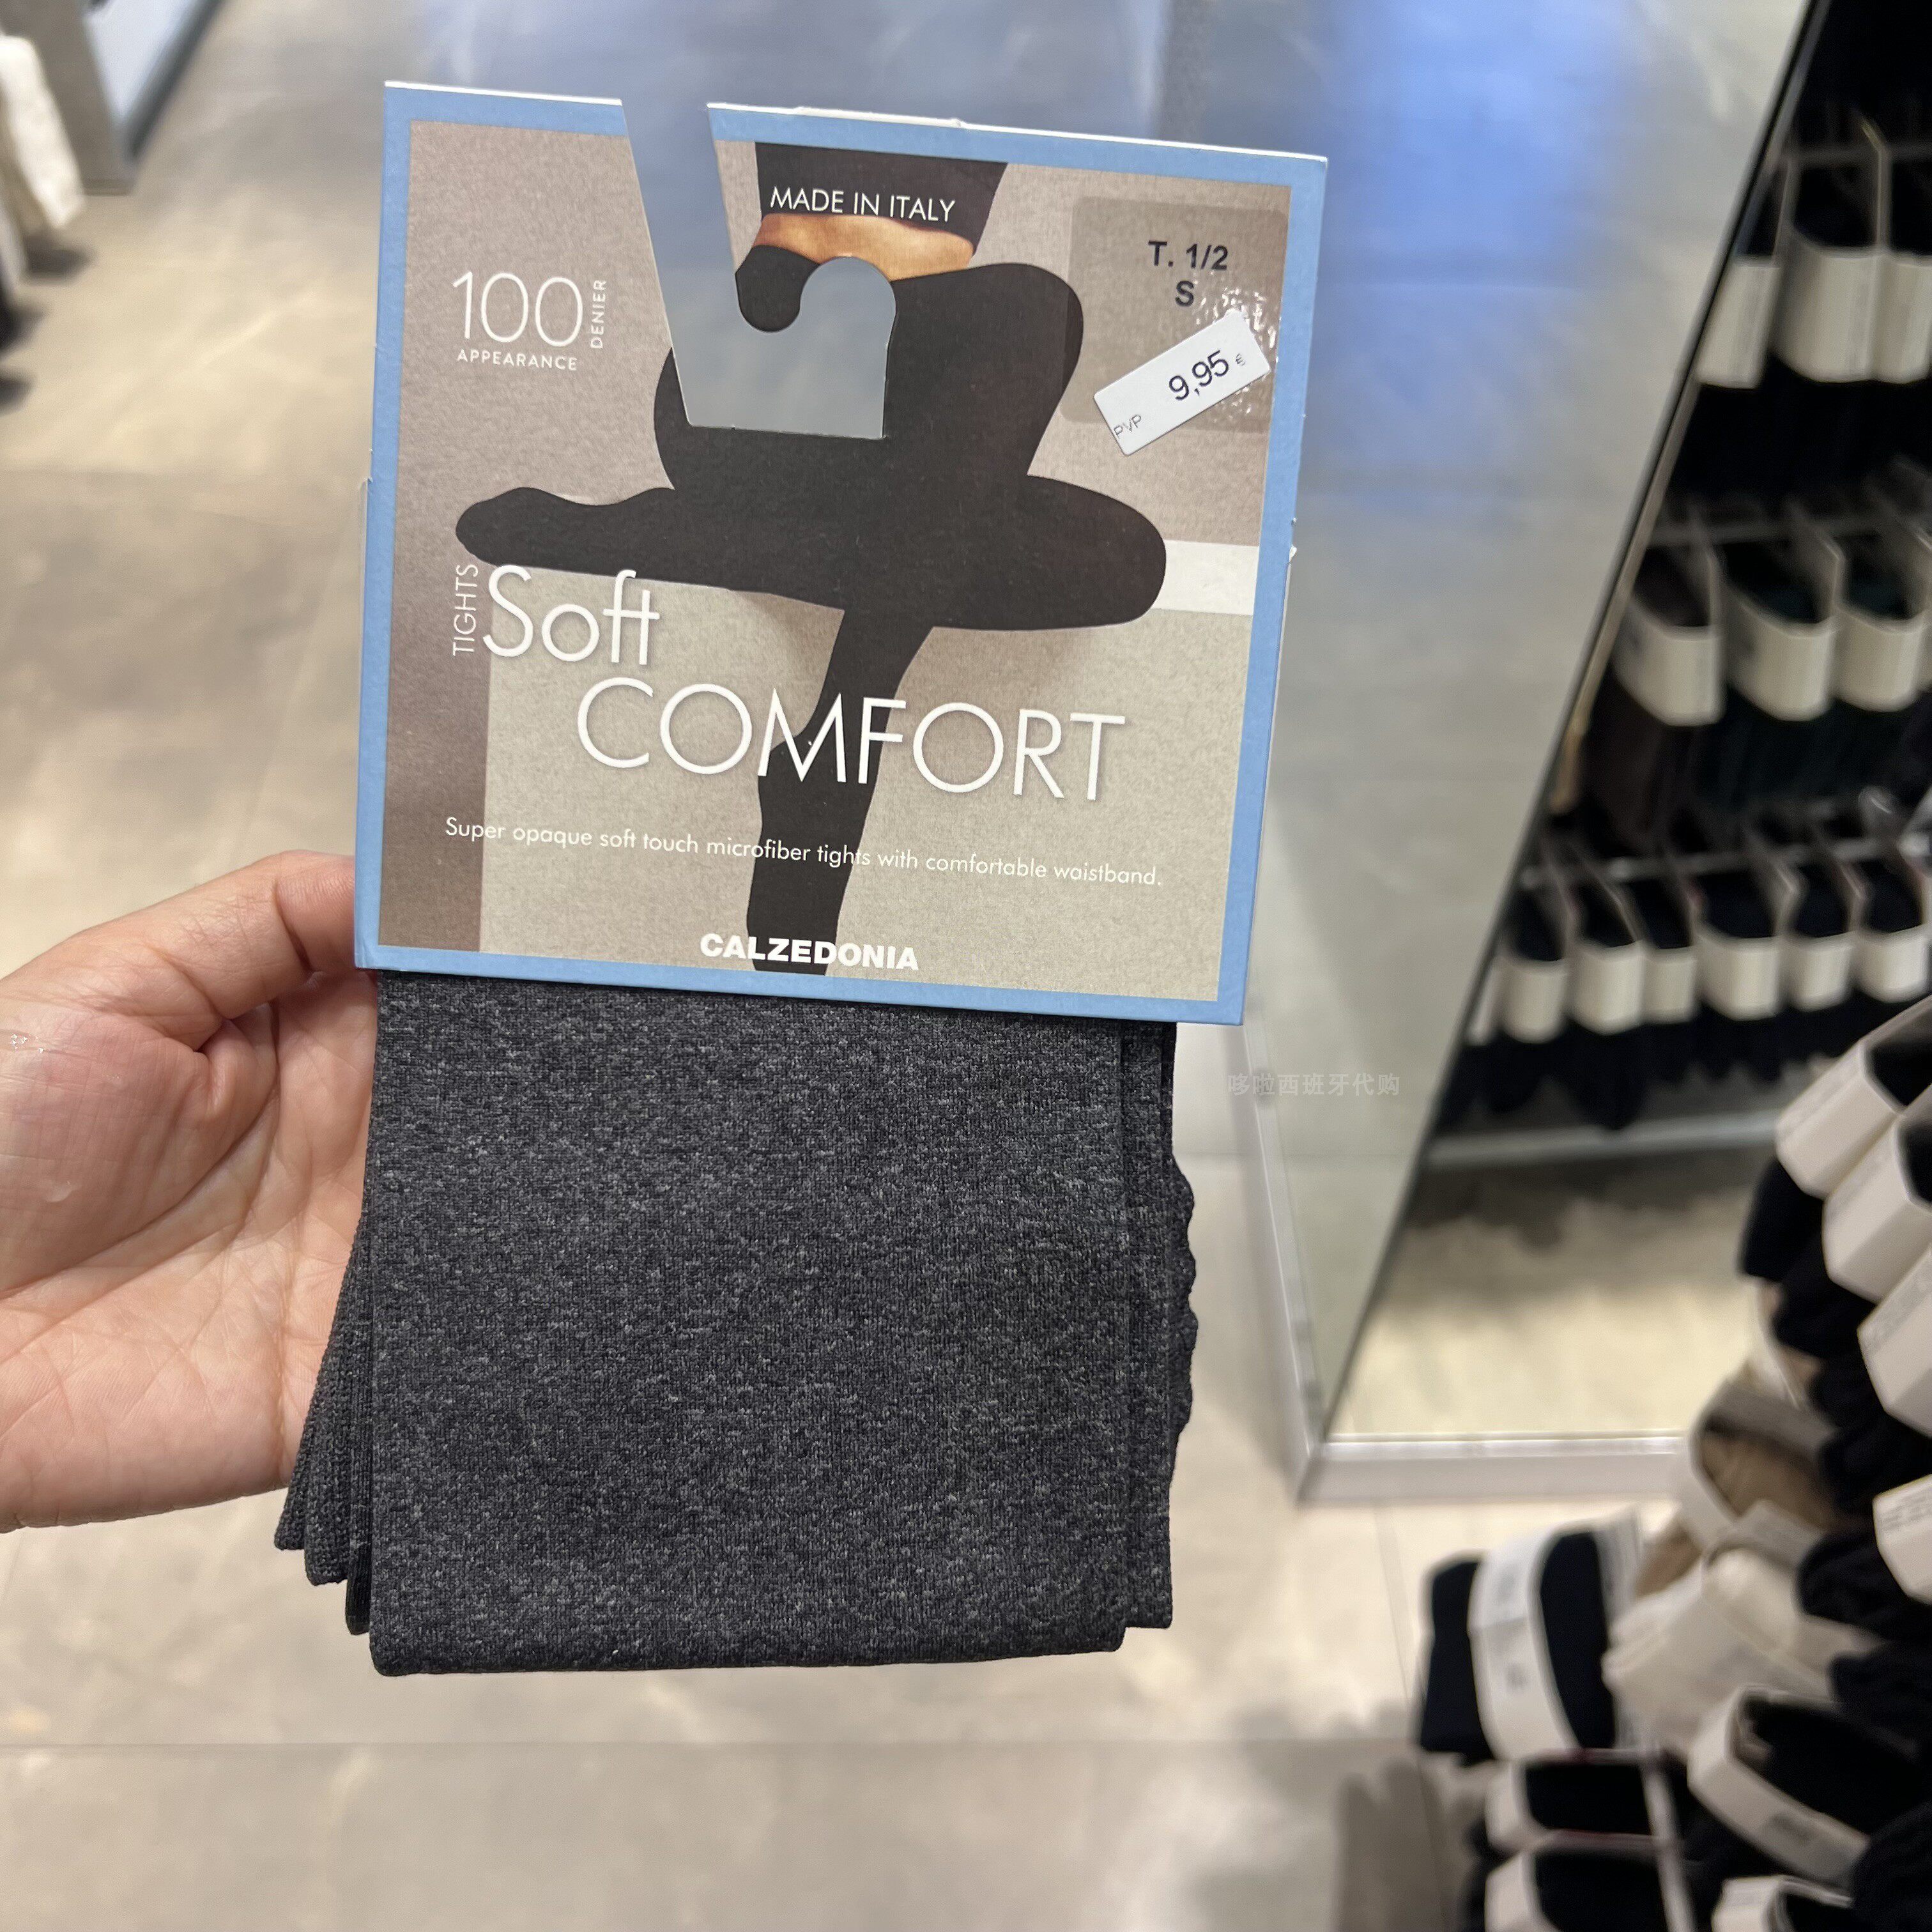 MADE IN ITALY
T. 1/2
S
PVP 9,95 €
100 DENIER
APPEARANCE
TIGHTS
Soft
COMFORT
Super opaque soft touch microfiber tights with comfortable waistband.
CALZEDONIA
哆啦西班牙代购